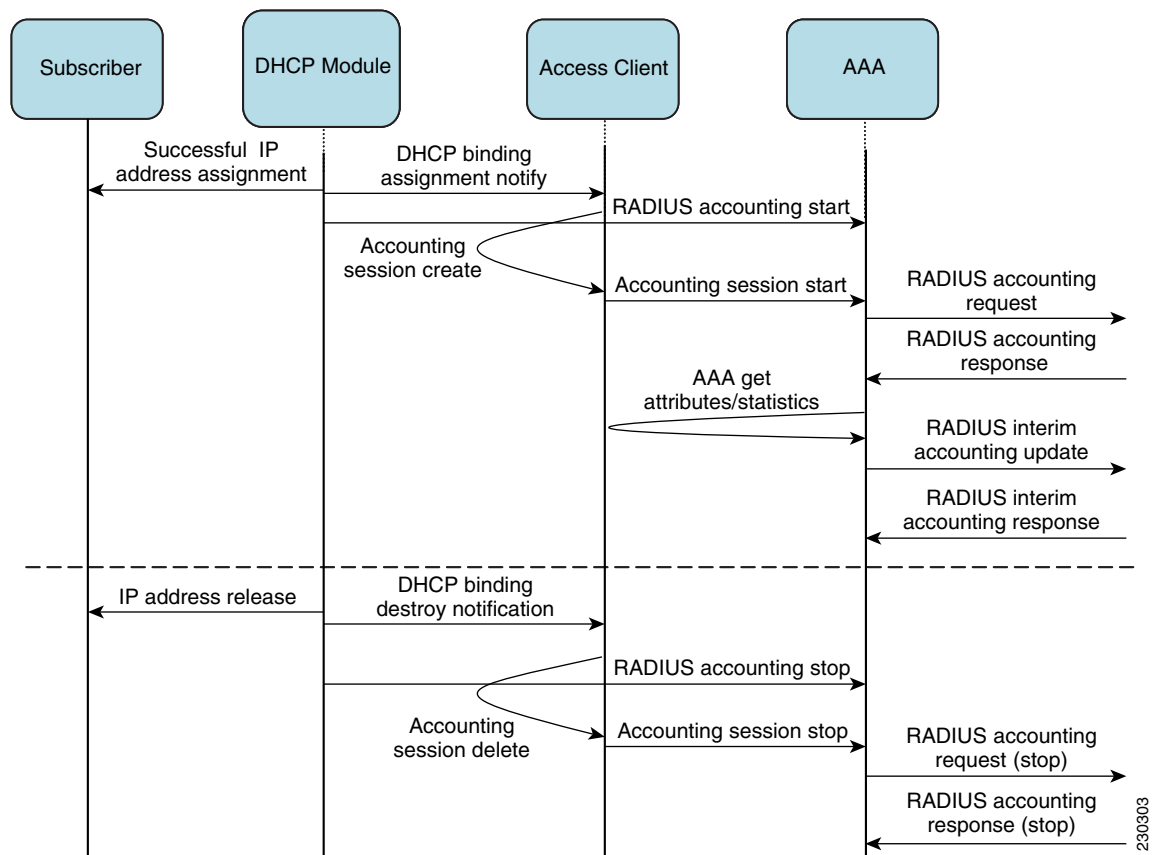 Subscriber
DHCP Module
Access Client
AAA
Successful IP
address assignment
DHCP binding
assignment notify
RADIUS accounting start
Accounting
session create
Accounting session start
RADIUS accounting
request
RADIUS accounting
response
AAA get
attributes/statistics
RADIUS interim
accounting update
RADIUS interim
accounting response
IP address release
DHCP binding
destroy notification
RADIUS accounting stop
Accounting
session delete
Accounting session stop
RADIUS accounting
request (stop)
RADIUS accounting
response (stop)
230303